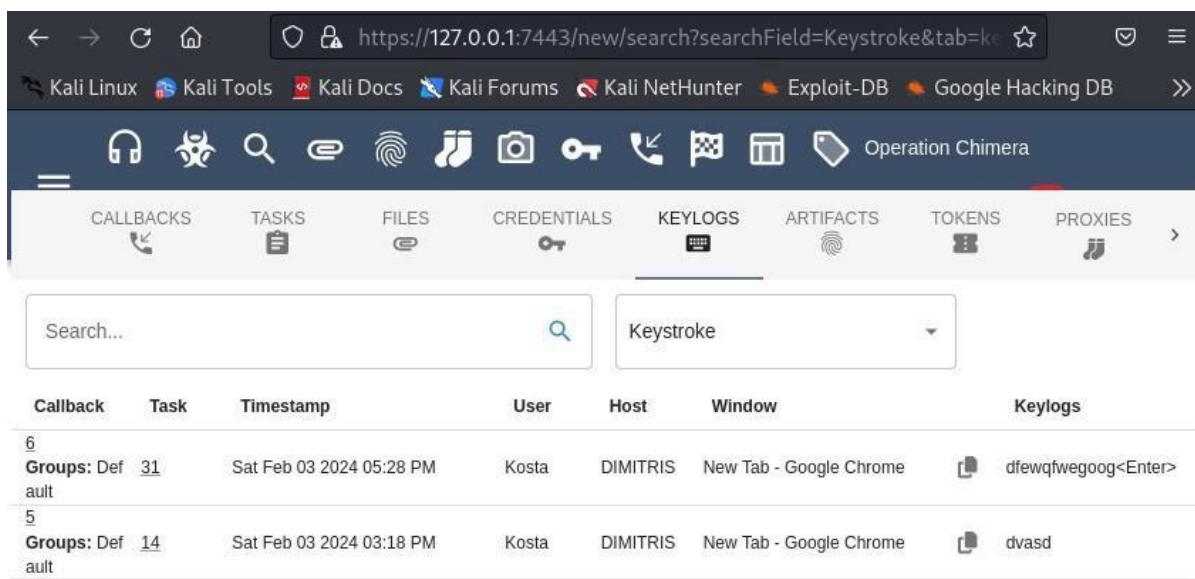 https://127.0.0.1:7443/new/search?searchField=Keystroke&tab=ke
Kali Linux Kali Tools Kali Docs Kali Forums Kali NetHunter Exploit-DB Google Hacking DB
Operation Chimera
CALLBACKS TASKS FILES CREDENTIALS KEYLOGS ARTIFACTS TOKENS PROXIES
Search... Keystroke
Callback Task Timestamp User Host Window Keylogs
6
Groups: Def 31 Sat Feb 03 2024 05:28 PM Kosta DIMITRIS New Tab - Google Chrome dfewqfwegoog<Enter>
ault
5
Groups: Def 14 Sat Feb 03 2024 03:18 PM Kosta DIMITRIS New Tab - Google Chrome dvasd
ault